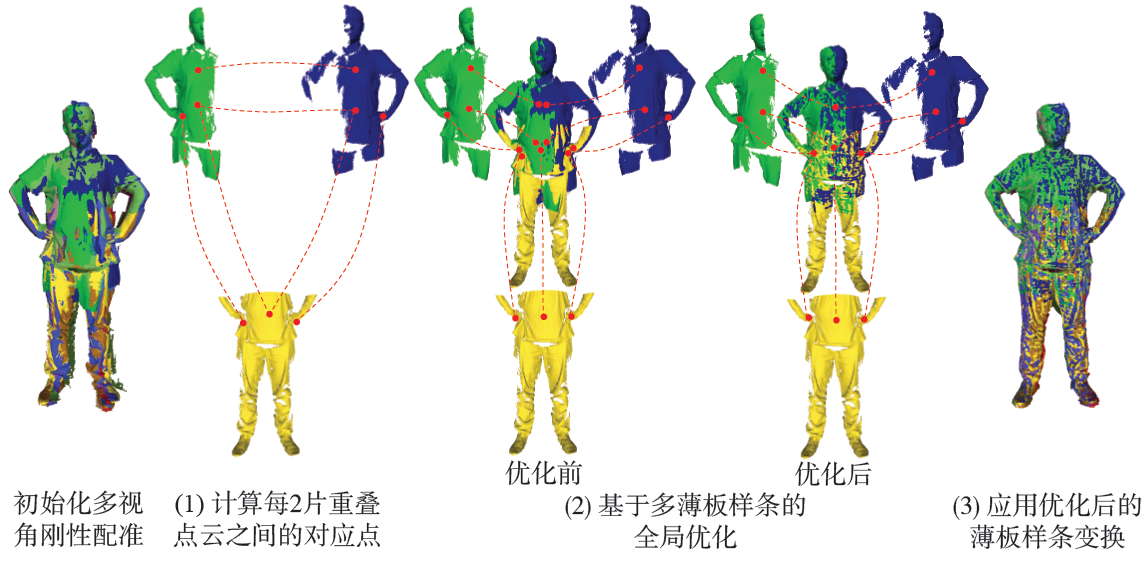 优化前
优化后
初始化多视
角刚性配准
(1) 计算每2片重叠
点云之间的对应点
(2) 基于多薄板样条的
全局优化
(3) 应用优化后的
薄板样条变换